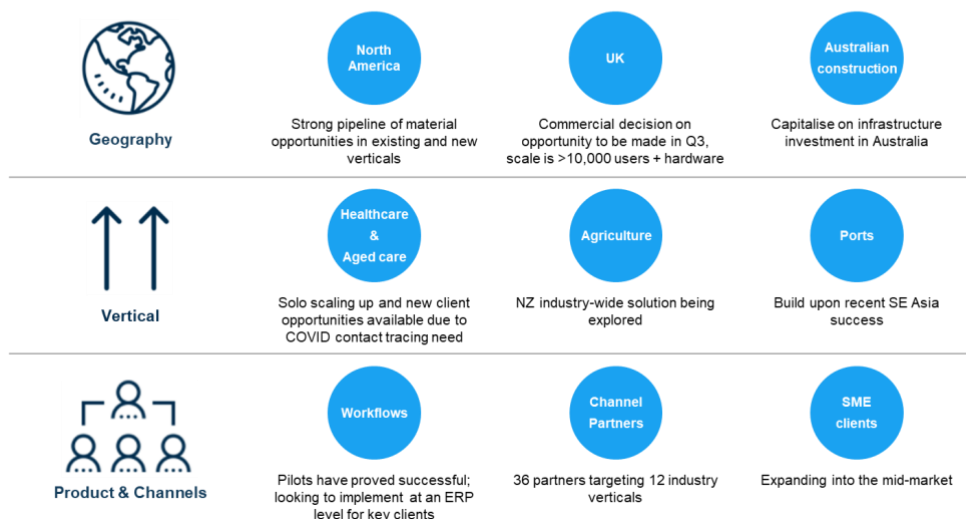 Geography
North
America
Strong pipeline of material
opportunities in existing and new
verticals
UK
Commercial decision on
opportunity to be made in Q3,
scale is >10,000 users + hardware
Australian
construction
Capitalise on infrastructure
investment in Australia
Vertical
Healthcare
&
Aged care
Solo scaling up and new client
opportunities available due to
COVID contact tracing need
Agriculture
NZ industry-wide solution being
explored
Ports
Build upon recent SE Asia
success
Product & Channels
Workflows
Pilots have proved successful;
looking to implement at an ERP
level for key clients
Channel
Partners
36 partners targeting 12 industry
verticals
SME
clients
Expanding into the mid-market